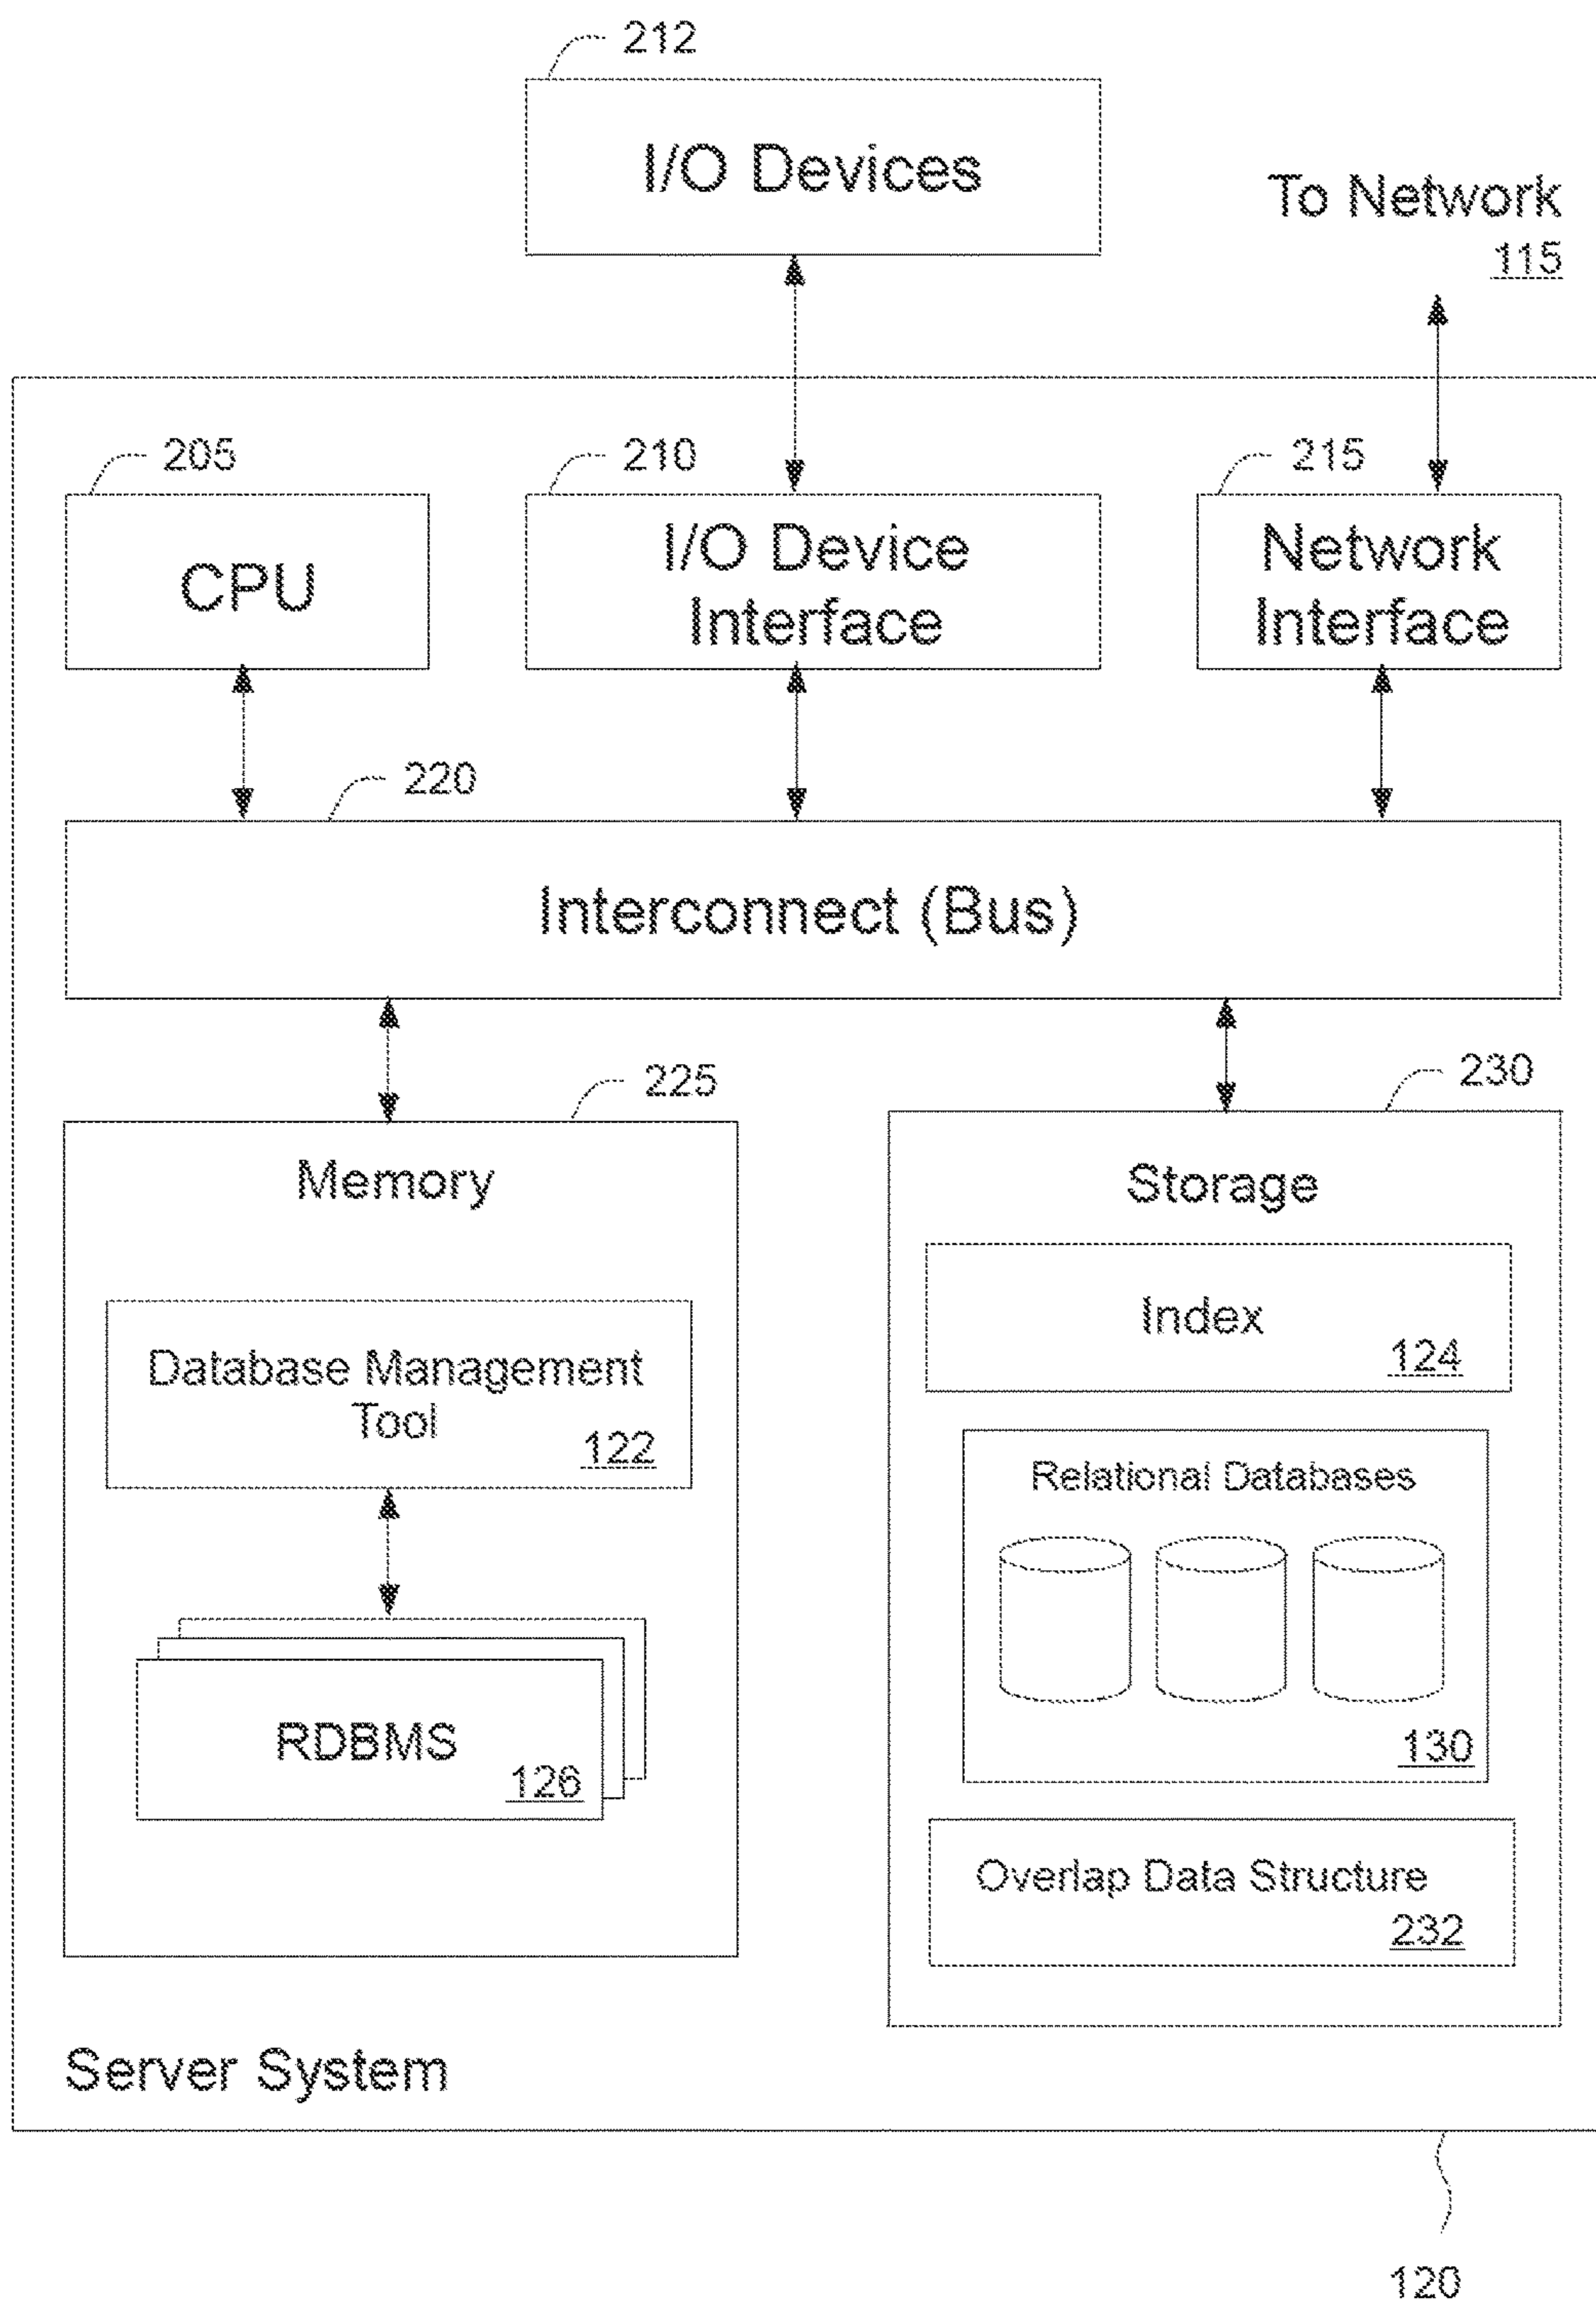 212
I/O Devices
To Network
115
205
210
215
CPU
I/O Device
Interface
Network
Interface
220
Interconnect (Bus)
225
230
Memory
Storage
Index
124
Database Management
Tool
122
Relational Databases
130
RDBMS
126
Overlap Data Structure
232
Server System
120